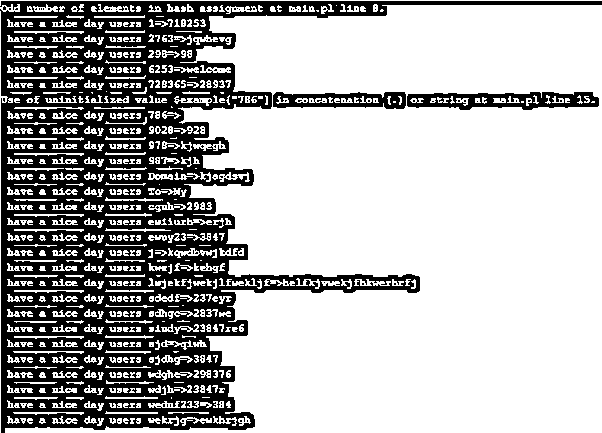 Odd number of elements in hash assignment at main.pl line 8.
have a nice day users 1=>718253
have a nice day users 2763=>jqwhevg
have a nice day users 298=>98
have a nice day users 6253=>welcome
have a nice day users 728365=>28937
Use of uninitialized value $example{"786"} in concatenation (.) or string at main.pl line 13.
have a nice day users 786=>
have a nice day users 9028=>928
have a nice day users 978=>kjwqegh
have a nice day users 987=>kjh
have a nice day users Domain=>kjsgdsvj
have a nice day users To=>My
have a nice day users cguh=>2983
have a nice day users ewiiurh=>erjh
have a nice day users ewoy23=>3847
have a nice day users j=>kqwdbvwjkdfd
have a nice day users kwrjf=>kehgf
have a nice day users lwjekfjwekjlfwekljf=>helfkjvwekjfhkwerhrfj
have a nice day users sdedf=>237eyr
have a nice day users sdhgc=>2837we
have a nice day users siudy=>23847re6
have a nice day users sjd=>qiwh
have a nice day users sjdhg=>3847
have a nice day users wdghe=>298376
have a nice day users wdjh=>23847r
have a nice day users wednf233=>384
have a nice day users wekrjg=>ewkhrjgh